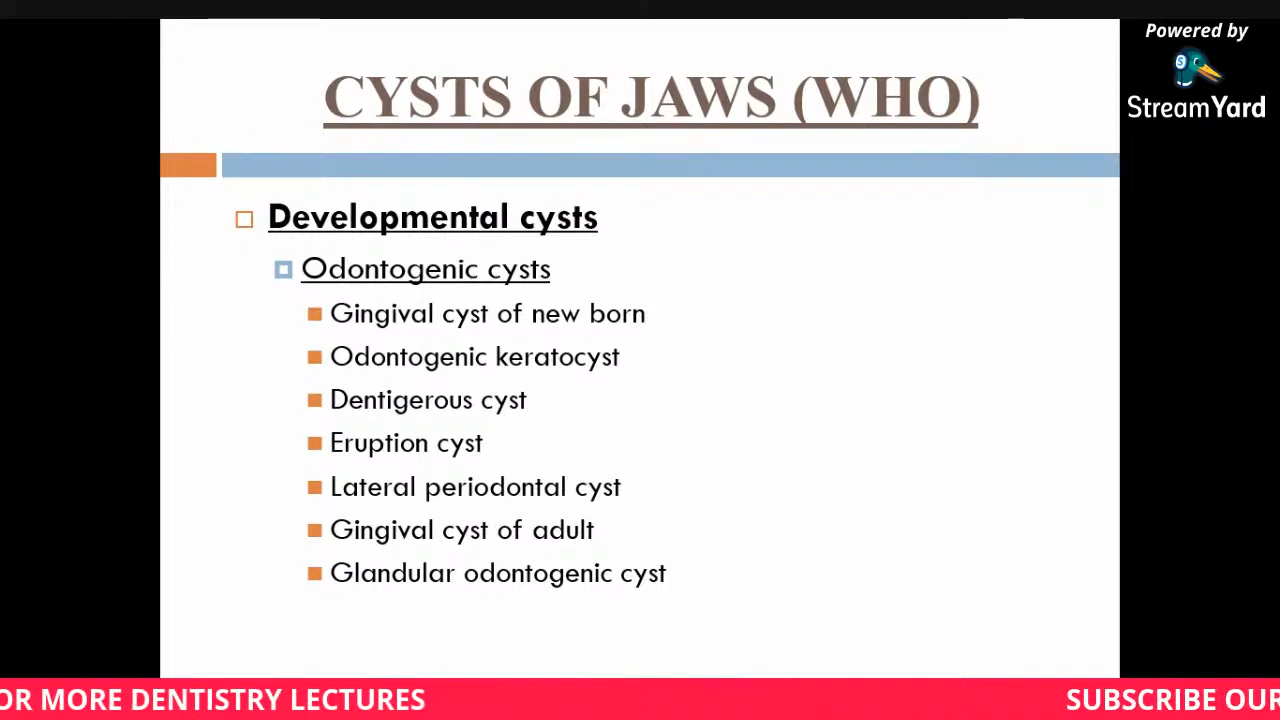 Powered by
StreamYard
CYSTS OF JAWS (WHO)
Developmental cysts
Odontogenic cysts
Gingival cyst of new born
Odontogenic keratocyst
Dentigerous cyst
Eruption cyst
Lateral periodontal cyst
Gingival cyst of adult
Glandular odontogenic cyst
OR MORE DENTISTRY LECTURES SUBSCRIBE OUR